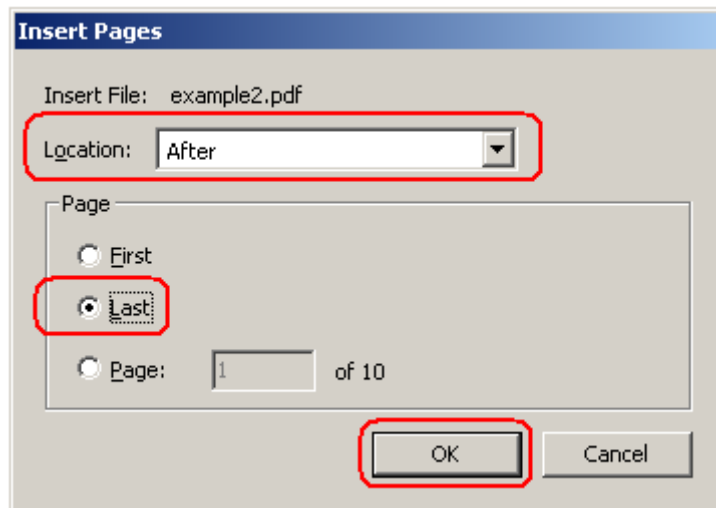 Insert Pages
Insert File: example2.pdf
Location: After
Page
First
Last
Page: 1 of 10
OK Cancel